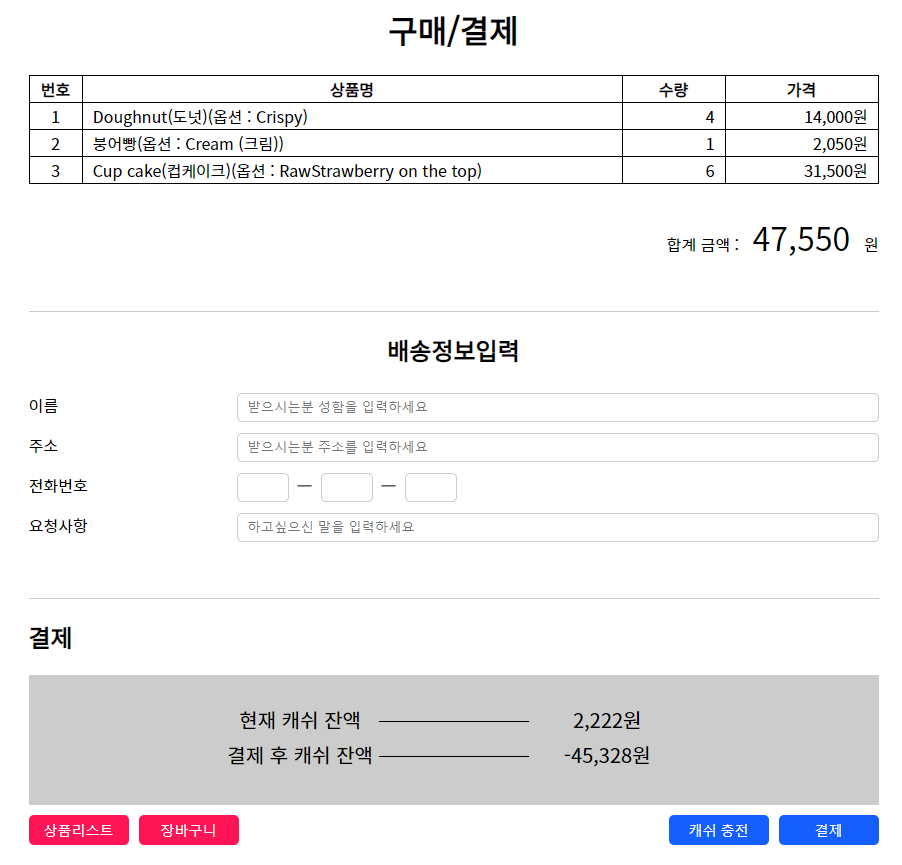 구매/결제
번호 상품명 수량 가격
1 Doughnut(도넛)(옵션 : Crispy) 4 14,000원
2 붕어빵(옵션 : Cream (크림)) 1 2,050원
3 Cup cake(컵케이크)(옵션 : RawStrawberry on the top) 6 31,500원
합계 금액 : 47,550 원
배송정보입력
이름 받으시는분 성함을 입력하세요
주소 받으시는분 주소를 입력하세요
전화번호 ㅡ ㅡ
요청사항 하고싶으신 말을 입력하세요
결제
현재 캐쉬 잔액 2,222원
결제 후 캐쉬 잔액 -45,328원
상품리스트 장바구니 캐쉬 충전 결제